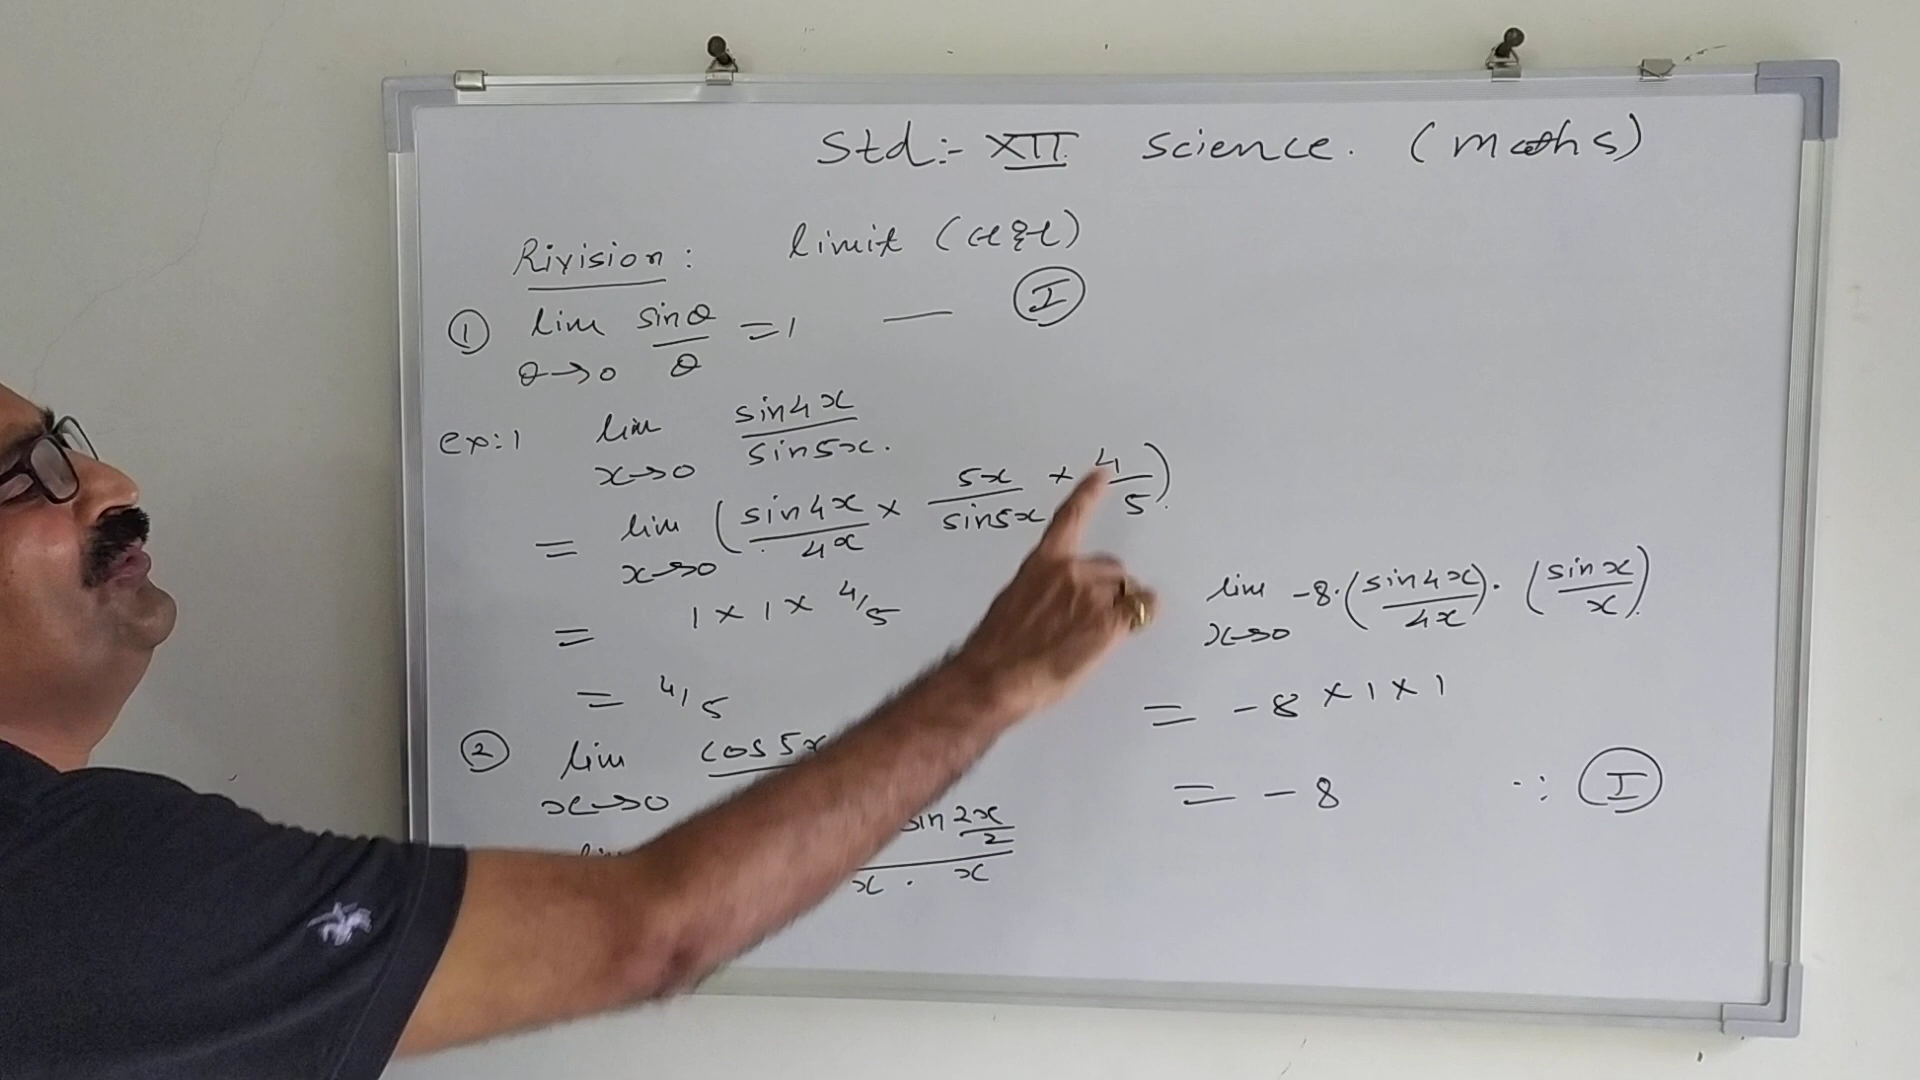 Std:- XII Science. (Maths)
Rivision: limit
① lim sinθ/θ = 1 — Ⓘ
θ→0
ex:1 lim sin4x/sin5x.
x→0
= lim (sin4x/4x × 5x/sin5x × 4/5).
x→0
= 1 × 1 × 4/5
= 4/5
② lim cos5x
x→0
lim sin 2x/2
x . x
lim -8.(sin4x/4x).(sinx/x).
x→0
= -8 × 1 × 1
= -8 ∵ Ⓘ